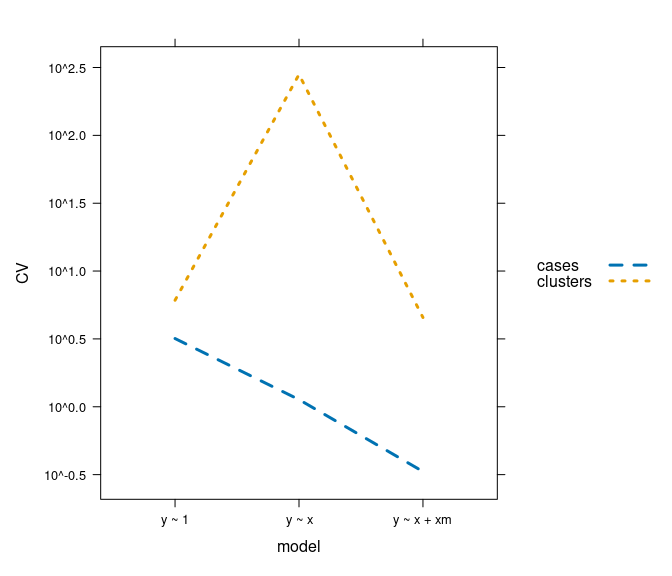 10^2.5
10^2.0
10^1.5
10^1.0
10^0.5
10^0.0
10^-0.5
CV
y ~ 1
y ~ x
y ~ x + xm
model
cases
clusters